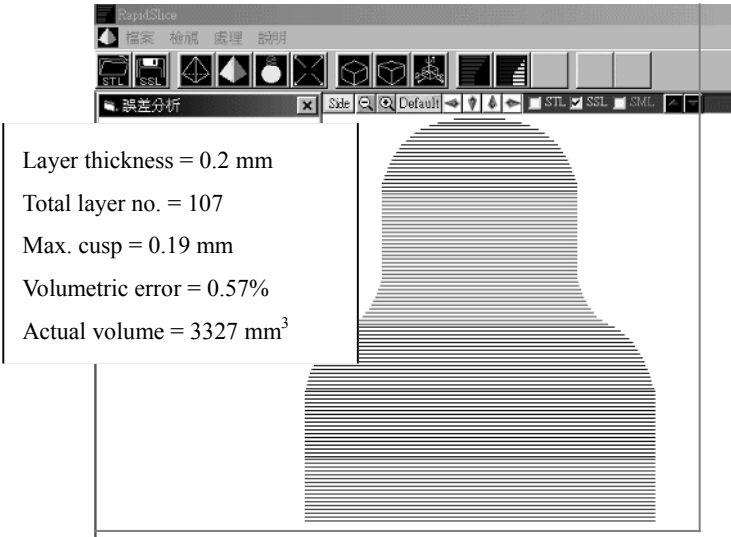 RapidSlice
檔案 檢視 處理 說明
STL SSL
誤差分析
Side Default STL SSL SML
Layer thickness = 0.2 mm
Total layer no. = 107
Max. cusp = 0.19 mm
Volumetric error = 0.57%
Actual volume = 3327 mm³